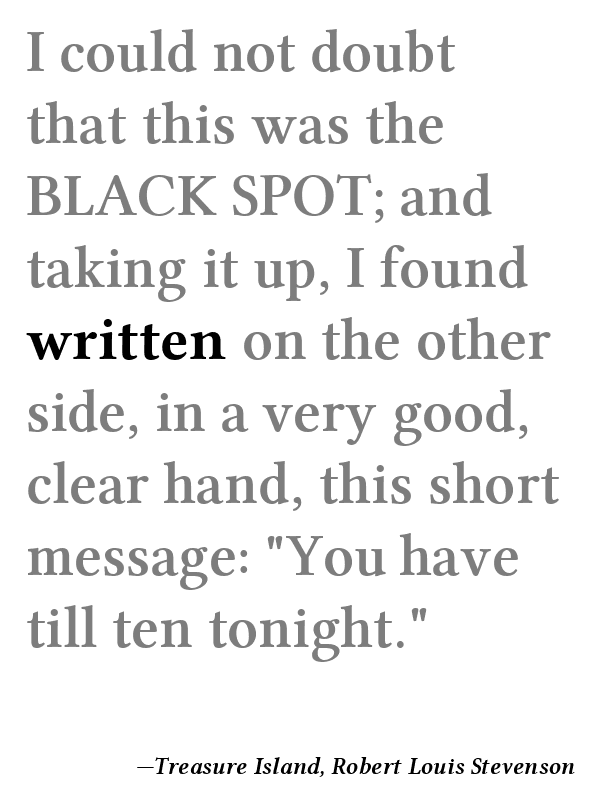 I could not doubt
that this was the
BLACK SPOT; and
taking it up, I found
written on the other
side, in a very good,
clear hand, this short
message: "You have
till ten tonight."
—Treasure Island, Robert Louis Stevenson